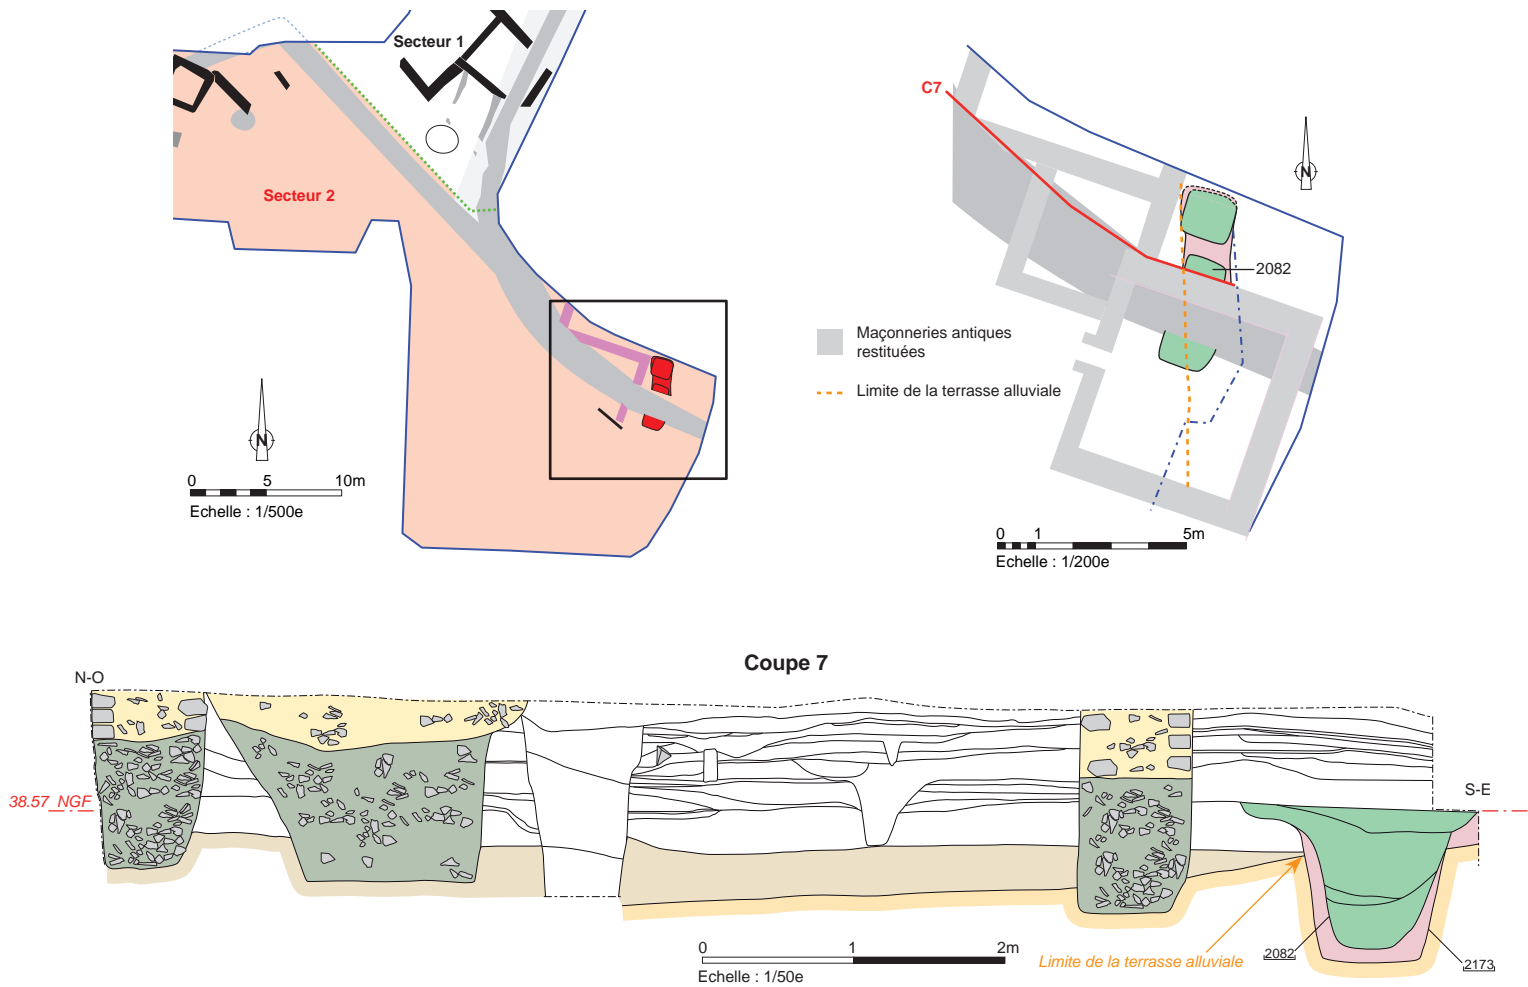 Secteur 1
Secteur 2
N
0 5 10m
Echelle : 1/500e
C7
N
2082
Maçonneries antiques
restituées
Limite de la terrasse alluviale
0 1 5m
Echelle : 1/200e
Coupe 7
N-O
S-E
38.57 NGF
0 1 2m
Echelle : 1/50e
Limite de la terrasse alluviale
2082
2173